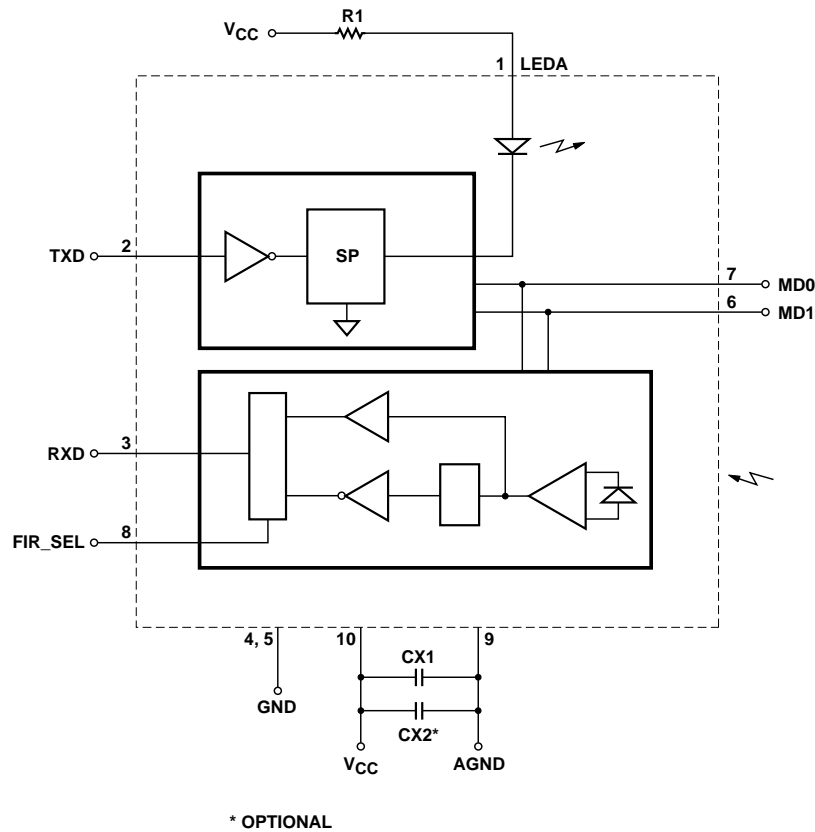 R1
VCC
1 LEDA
TXD 2
SP
7 MD0
6 MD1
RXD 3
FIR_SEL 8
4, 5
10
9
CX1
GND
CX2*
VCC
AGND
* OPTIONAL